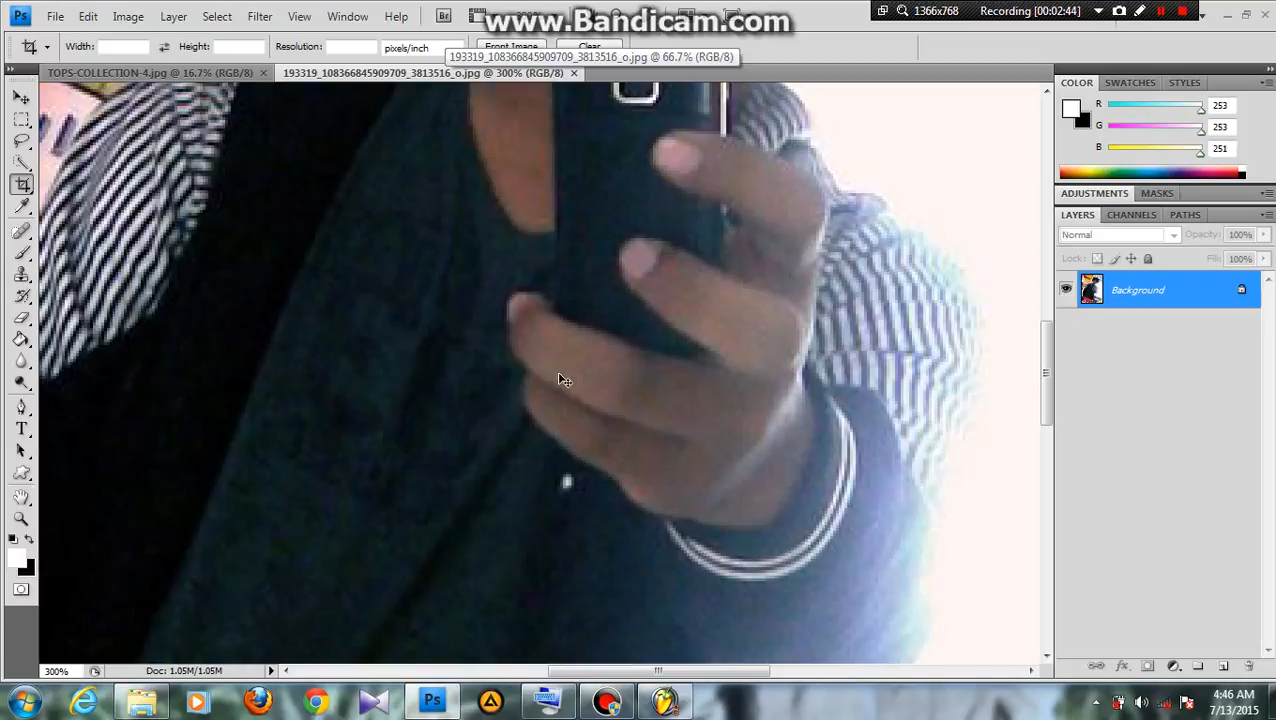 www.Bandicam.com
1366x768 Recording [00:02:44]
Ps File Edit Image Layer Select Filter View Window Help Br
Width: Height: Resolution: pixels/inch Front Image Clear
193319_108366845909709_3813516_o.jpg @ 66.7% (RGB/8)
TOPS-COLLECTION-4.jpg @ 16.7% (RGB/8) × 193319_108366845909709_3813516_o.jpg @ 300% (RGB/8) ×
COLOR SWATCHES STYLES
R 253
G 253
B 251
ADJUSTMENTS MASKS
LAYERS CHANNELS PATHS
Normal Opacity: 100%
Lock: Fill: 100%
Background
300% Doc: 1.05M/1.05M
Ps
4:46 AM
7/13/2015